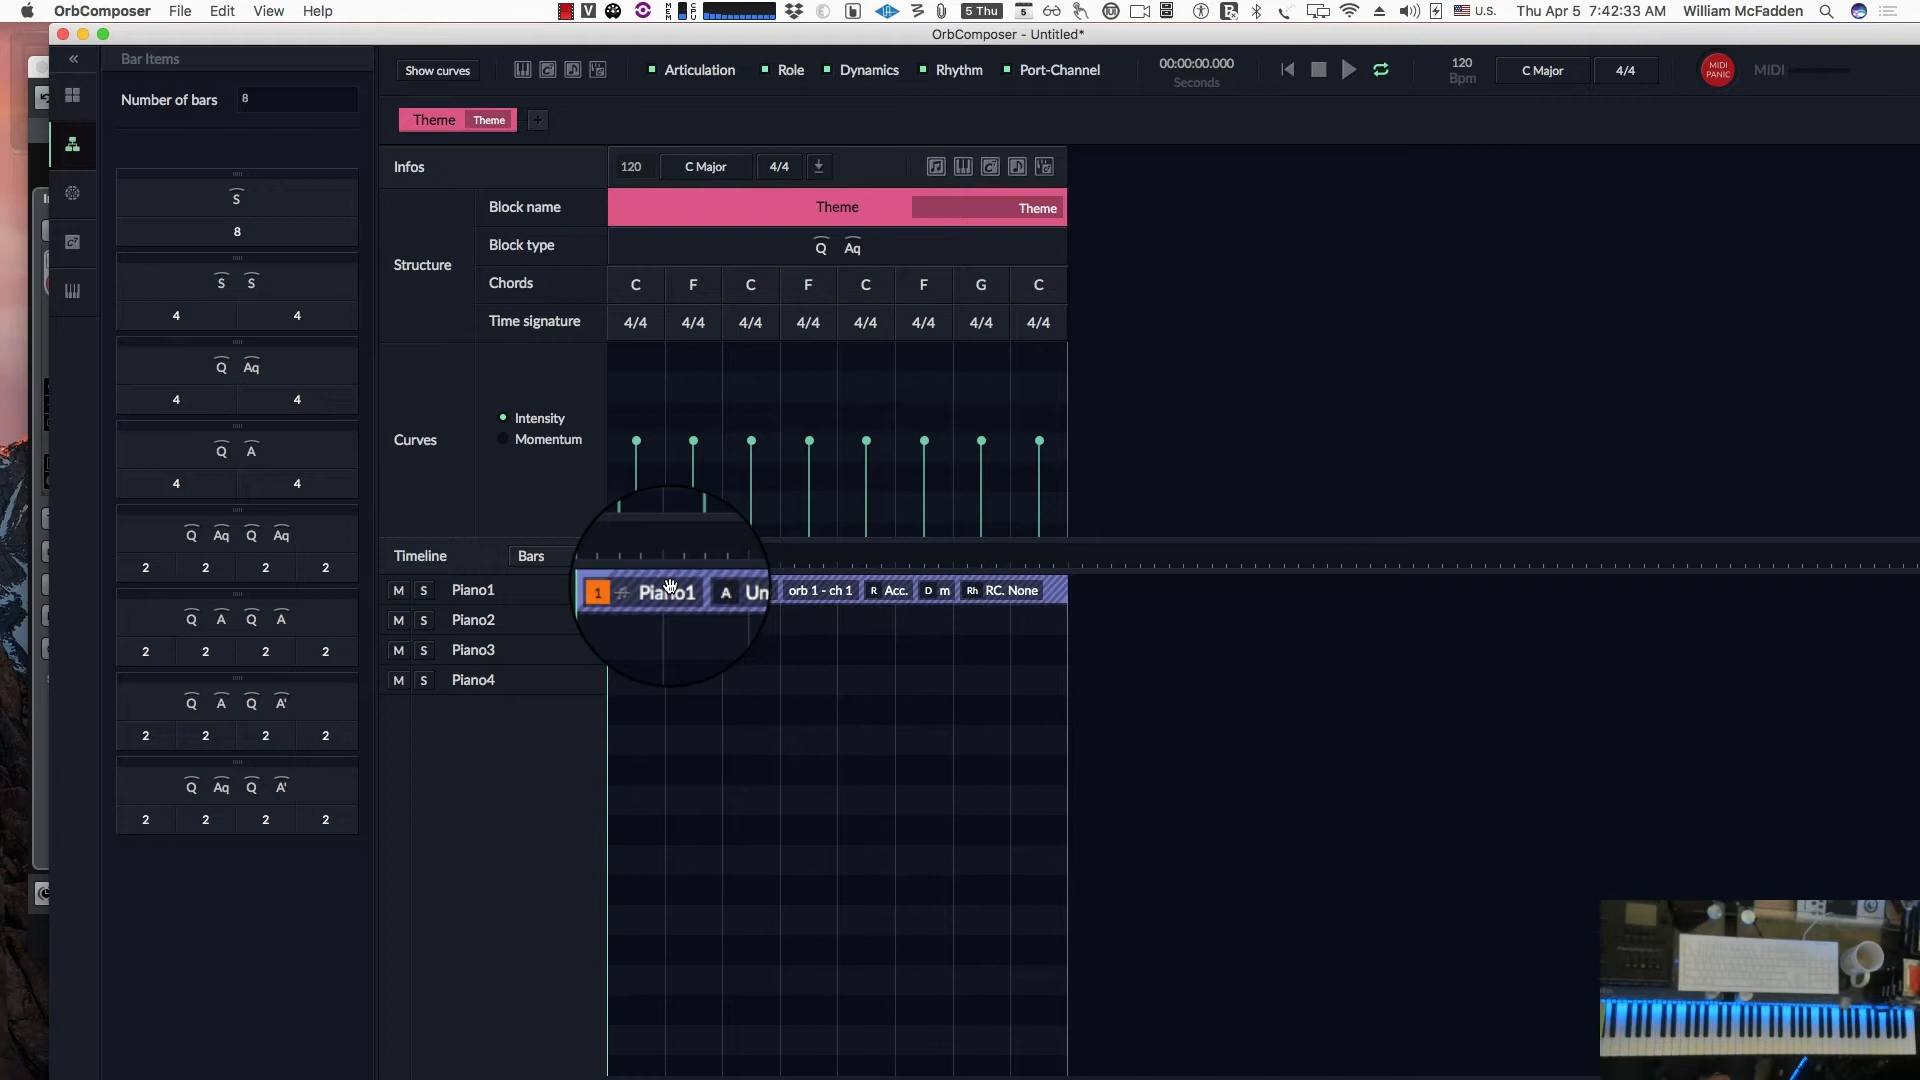 OrbComposer File Edit View Help
5 Thu
U.S. Thu Apr 5 7:42:33 AM William McFadden
OrbComposer - Untitled*
Bar Items
Number of bars 8
Show curves Articulation Role Dynamics Rhythm Port-Channel
00:00:00.000
Seconds
120
Bpm
C Major 4/4
MIDI
PANIC
MIDI
Theme Theme +
Infos 120 C Major 4/4
Structure
Block name Theme Theme
Block type Q Aq
Chords C F C F C F G C
Time signature 4/4 4/4 4/4 4/4 4/4 4/4 4/4 4/4
Curves
Intensity
Momentum
Timeline Bars
M S Piano1 1 Piano1 A Un orb 1 - ch 1 R Acc. D m Rh RC. None
M S Piano2
M S Piano3
M S Piano4
S
8
S S
4 4
Q Aq
4 4
Q A
4 4
Q Aq Q Aq
2 2 2 2
Q A Q A
2 2 2 2
Q A Q A'
2 2 2 2
Q Aq Q A'
2 2 2 2